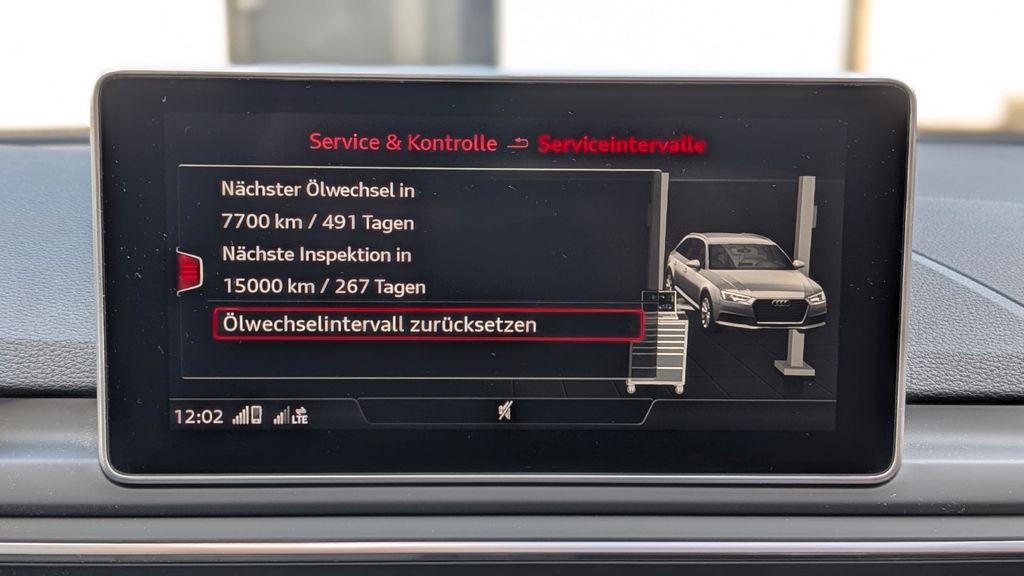 Service & Kontrolle Serviceintervalle
Nächster Ölwechsel in
7700 km / 491 Tagen
Nächste Inspektion in
15000 km / 267 Tagen
Ölwechselintervall zurücksetzen
12:02 LTE